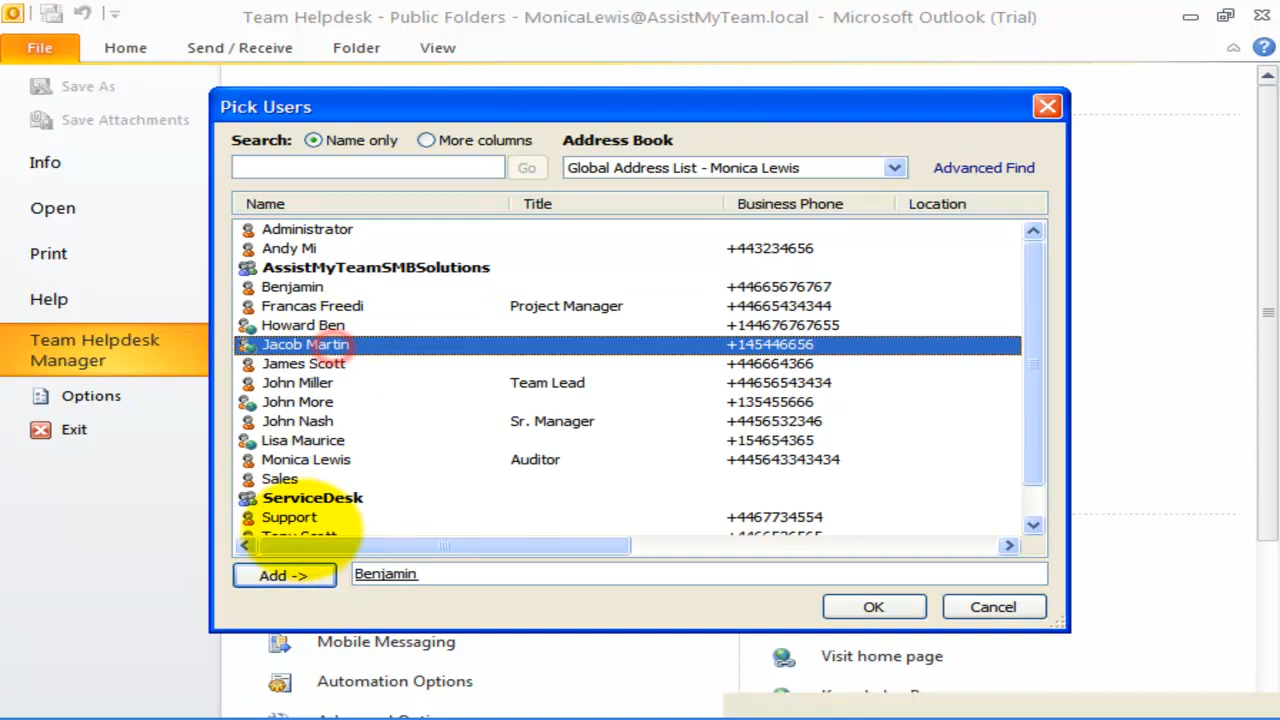 Team Helpdesk - Public Folders - MonicaLewis@AssistMyTeam.local - Microsoft Outlook (Trial)
File Home Send / Receive Folder View
Save As
Save Attachments
Info
Open
Print
Help
Team Helpdesk
Manager
Options
Exit
Pick Users
Search: Name only More columns Address Book
Go Global Address List - Monica Lewis Advanced Find
Name Title Business Phone Location
Administrator
Andy Mi +443234656
AssistMyTeamSMBSolutions
Benjamin +44665676767
Francas Freedi Project Manager +44665434344
Howard Ben +144676767655
Jacob Martin +145446656
James Scott +446664366
John Miller Team Lead +44656543434
John More +135455666
John Nash Sr. Manager +4456532346
Lisa Maurice +154654365
Monica Lewis Auditor +445643343434
Sales
ServiceDesk
Support +4467734554
Tony Scott
Add -> Benjamin
OK Cancel
Mobile Messaging
Visit home page
Automation Options